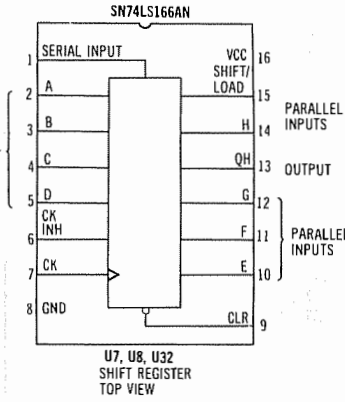 SN74LS166AN
1 SERIAL INPUT
VCC 16
2 A
SHIFT/
LOAD 15
PARALLEL
INPUTS
3 B
H 14
4 C
QH 13 OUTPUT
5 D
G 12
CK
INH
6
F 11
PARALLEL
INPUTS
7 CK
E 10
8 GND
CLR 9
U7, U8, U32
SHIFT REGISTER
TOP VIEW